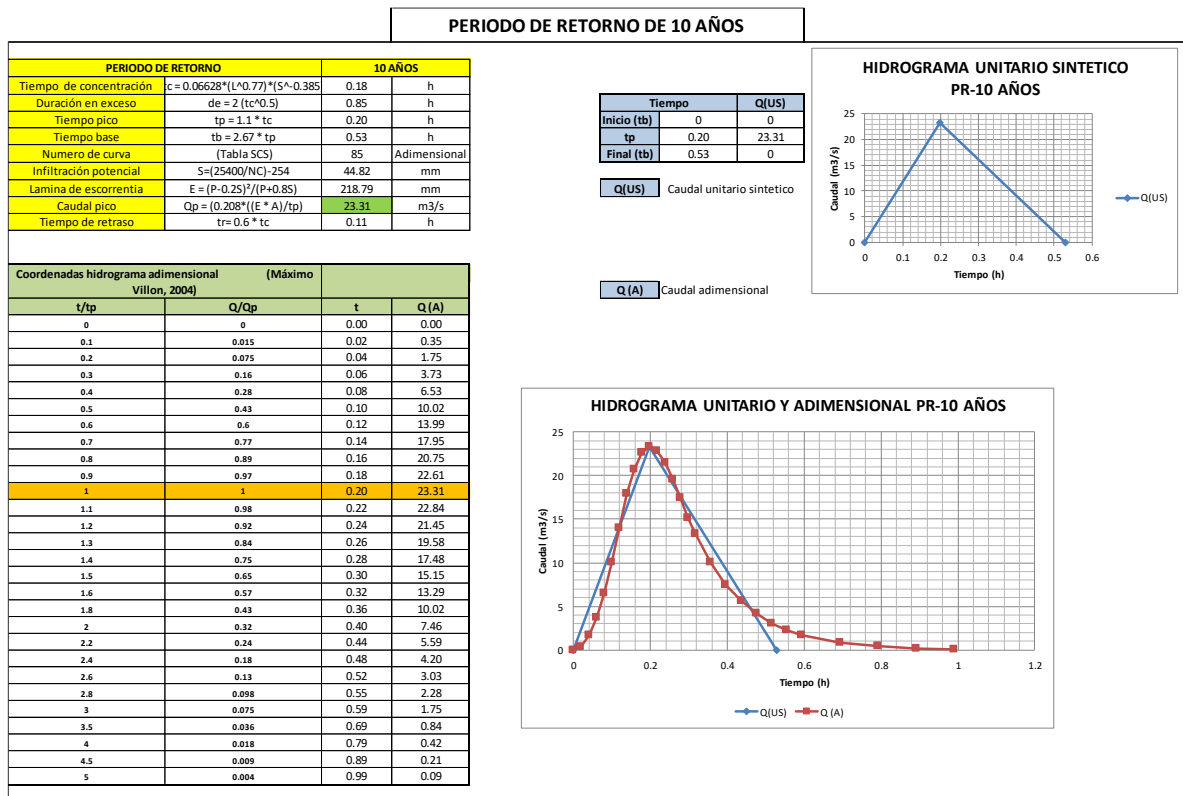 PERIODO DE RETORNO DE 10 AÑOS
PERIODO DE RETORNO 10 AÑOS
Tiempo de concentración tc = 0.06628*(L^0.77)*(S^-0.385 0.18 h
Duración en exceso de = 2 (tc^0.5) 0.85 h
Tiempo pico tp = 1.1 * tc 0.20 h
Tiempo base tb = 2.67 * tp 0.53 h
Numero de curva (Tabla SCS) 85 Adimensional
Infiltración potencial S=(25400/NC)-254 44.82 mm
Lamina de escorrentia E = (P-0.2S)²/(P+0.8S) 218.79 mm
Caudal pico Qp = (0.208*((E * A)/tp) 23.31 m3/s
Tiempo de retraso tr= 0.6 * tc 0.11 h
Tiempo Q(US)
Inicio (tb) 0 0
tp 0.20 23.31
Final (tb) 0.53 0
Q(US) Caudal unitario sintetico
Q (A) Caudal adimensional
HIDROGRAMA UNITARIO SINTETICO
PR-10 AÑOS
Caudal (m3/s)
25
20
15
10
5
0
0 0.1 0.2 0.3 0.4 0.5 0.6
Tiempo (h)
Q(US)
Coordenadas hidrograma adimensional (Máximo
Villon, 2004)
t/tp Q/Qp t Q (A)
0 0 0.00 0.00
0.1 0.015 0.02 0.35
0.2 0.075 0.04 1.75
0.3 0.16 0.06 3.73
0.4 0.28 0.08 6.53
0.5 0.43 0.10 10.02
0.6 0.6 0.12 13.99
0.7 0.77 0.14 17.95
0.8 0.89 0.16 20.75
0.9 0.97 0.18 22.61
1 1 0.20 23.31
1.1 0.98 0.22 22.84
1.2 0.92 0.24 21.45
1.3 0.84 0.26 19.58
1.4 0.75 0.28 17.48
1.5 0.65 0.30 15.15
1.6 0.57 0.32 13.29
1.8 0.43 0.36 10.02
2 0.32 0.40 7.46
2.2 0.24 0.44 5.59
2.4 0.18 0.48 4.20
2.6 0.13 0.52 3.03
2.8 0.098 0.55 2.28
3 0.075 0.59 1.75
3.5 0.036 0.69 0.84
4 0.018 0.79 0.42
4.5 0.009 0.89 0.21
5 0.004 0.99 0.09
HIDROGRAMA UNITARIO Y ADIMENSIONAL PR-10 AÑOS
Caudal (m3/s)
25
20
15
10
5
0
0 0.2 0.4 0.6 0.8 1 1.2
Tiempo (h)
Q(US) Q (A)